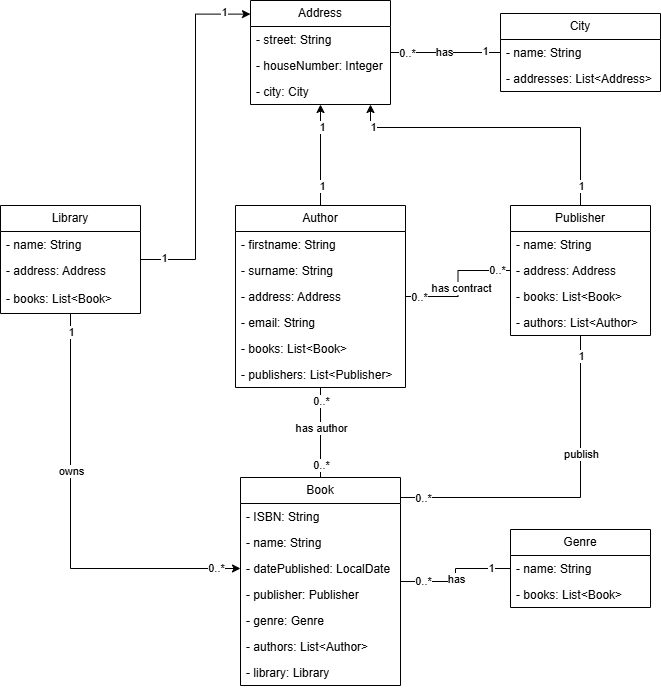 Address
- street: String
- houseNumber: Integer
- city: City
City
- name: String
- addresses: List<Address>
1
0..*
has
1
1
1
Library
- name: String
- address: Address
- books: List<Book>
1
1
1
Author
- firstname: String
- surname: String
- address: Address
- email: String
- books: List<Book>
- publishers: List<Publisher>
1
Publisher
- name: String
- address: Address
- books: List<Book>
- authors: List<Author>
0..*
has contract
0..*
1
1
0..*
has author
0..*
owns
publish
0..*
0..*
Book
- ISBN: String
- name: String
- datePublished: LocalDate
- publisher: Publisher
- genre: Genre
- authors: List<Author>
- library: Library
0..*
has
1
Genre
- name: String
- books: List<Book>